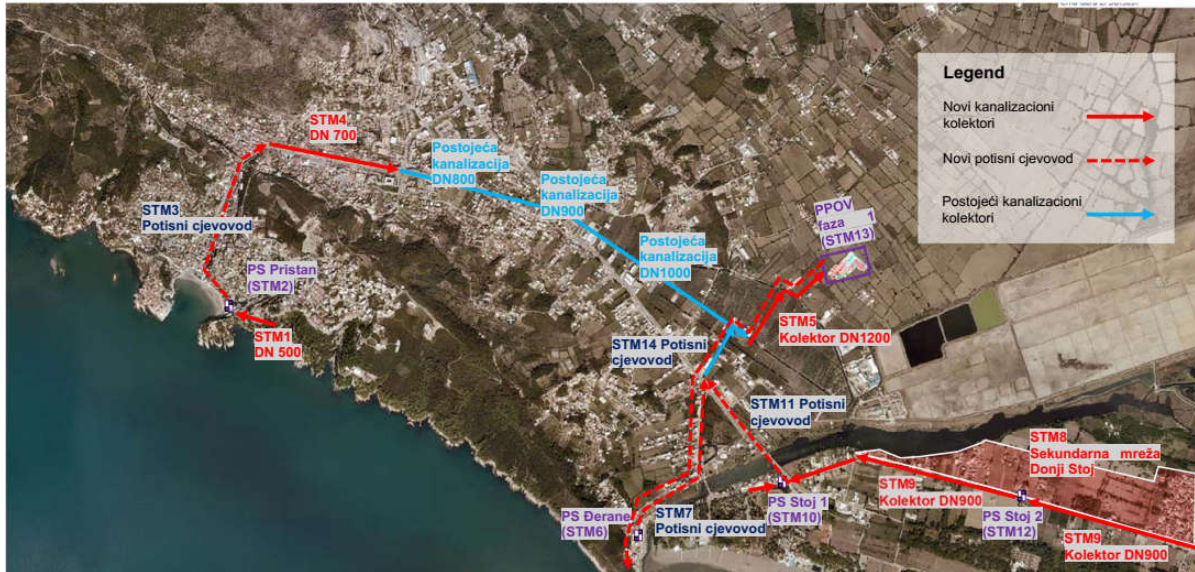 Legend
Novi kanalizacioni
kolektori
Novi potisni cjevovod
Postojeći kanalizacioni
kolektori
STM4
DN 700
Postojeća
kanalizacija
DN800
Postojeća
kanalizacija
DN900
PPOV
faza 1
(STM13)
STM3
Potisni cjevovod
Postojeća
kanalizacija
DN1000
PS Pristan
(STM2)
STM1
DN 500
STM5
Kolektor DN1200
STM14 Potisni
cjevovod
STM11 Potisni
cjevovod
STM8
Sekundarna mreža
Donji Stoj
STM9
Kolektor DN900
PS Stoj 1
(STM10)
PS Stoj 2
(STM12)
PS Đerane
(STM6)
STM7
Potisni cjevovod
STM9
Kolektor DN900